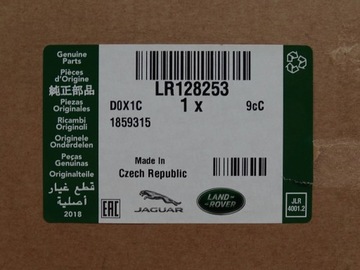 Genuine
Parts
Pièces
d'Origine
純正部品
Piezas
Originales
Ricambi
Originali
Originele
Onderdelen
Peças
Genuinas
Originalteile
قطع غيار
أصلية
2018
LR128253
D0X1C
1 x
9cC
1859315
Made In
Czech Republic
EAC
JAGUAR
LAND-
ROVER
JLR
4001.2